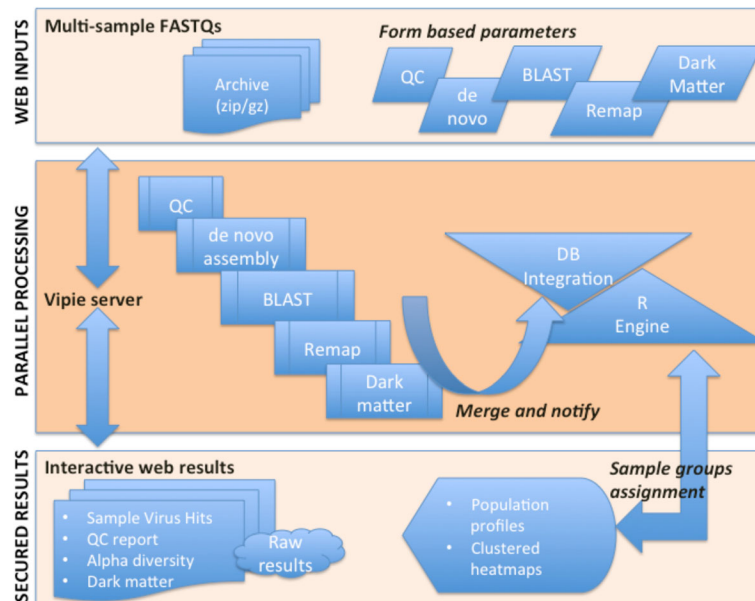 WEB INPUTS
Multi-sample FASTQs
Archive
(zip/gz)
Form based parameters
QC
de
novo
BLAST
Remap
Dark
Matter
PARALLEL PROCESSING
Vipie server
QC
de novo
assembly
BLAST
Remap
Dark
matter
Merge and notify
DB
Integration
R
Engine
SECURED RESULTS
Interactive web results
• Sample Virus Hits
• QC report
• Alpha diversity
• Dark matter
Raw
results
• Population
profiles
• Clustered
heatmaps
Sample groups
assignment